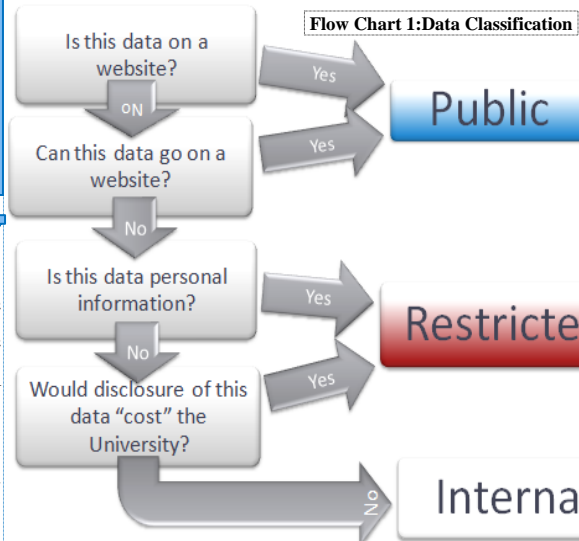 Flow Chart 1:Data Classification
Is this data on a
website?
Yes
No
Public
Can this data go on a
website?
Yes
No
Is this data personal
information?
Yes
Restricte
No
Would disclosure of this
data “cost” the
University?
Yes
No
Interna